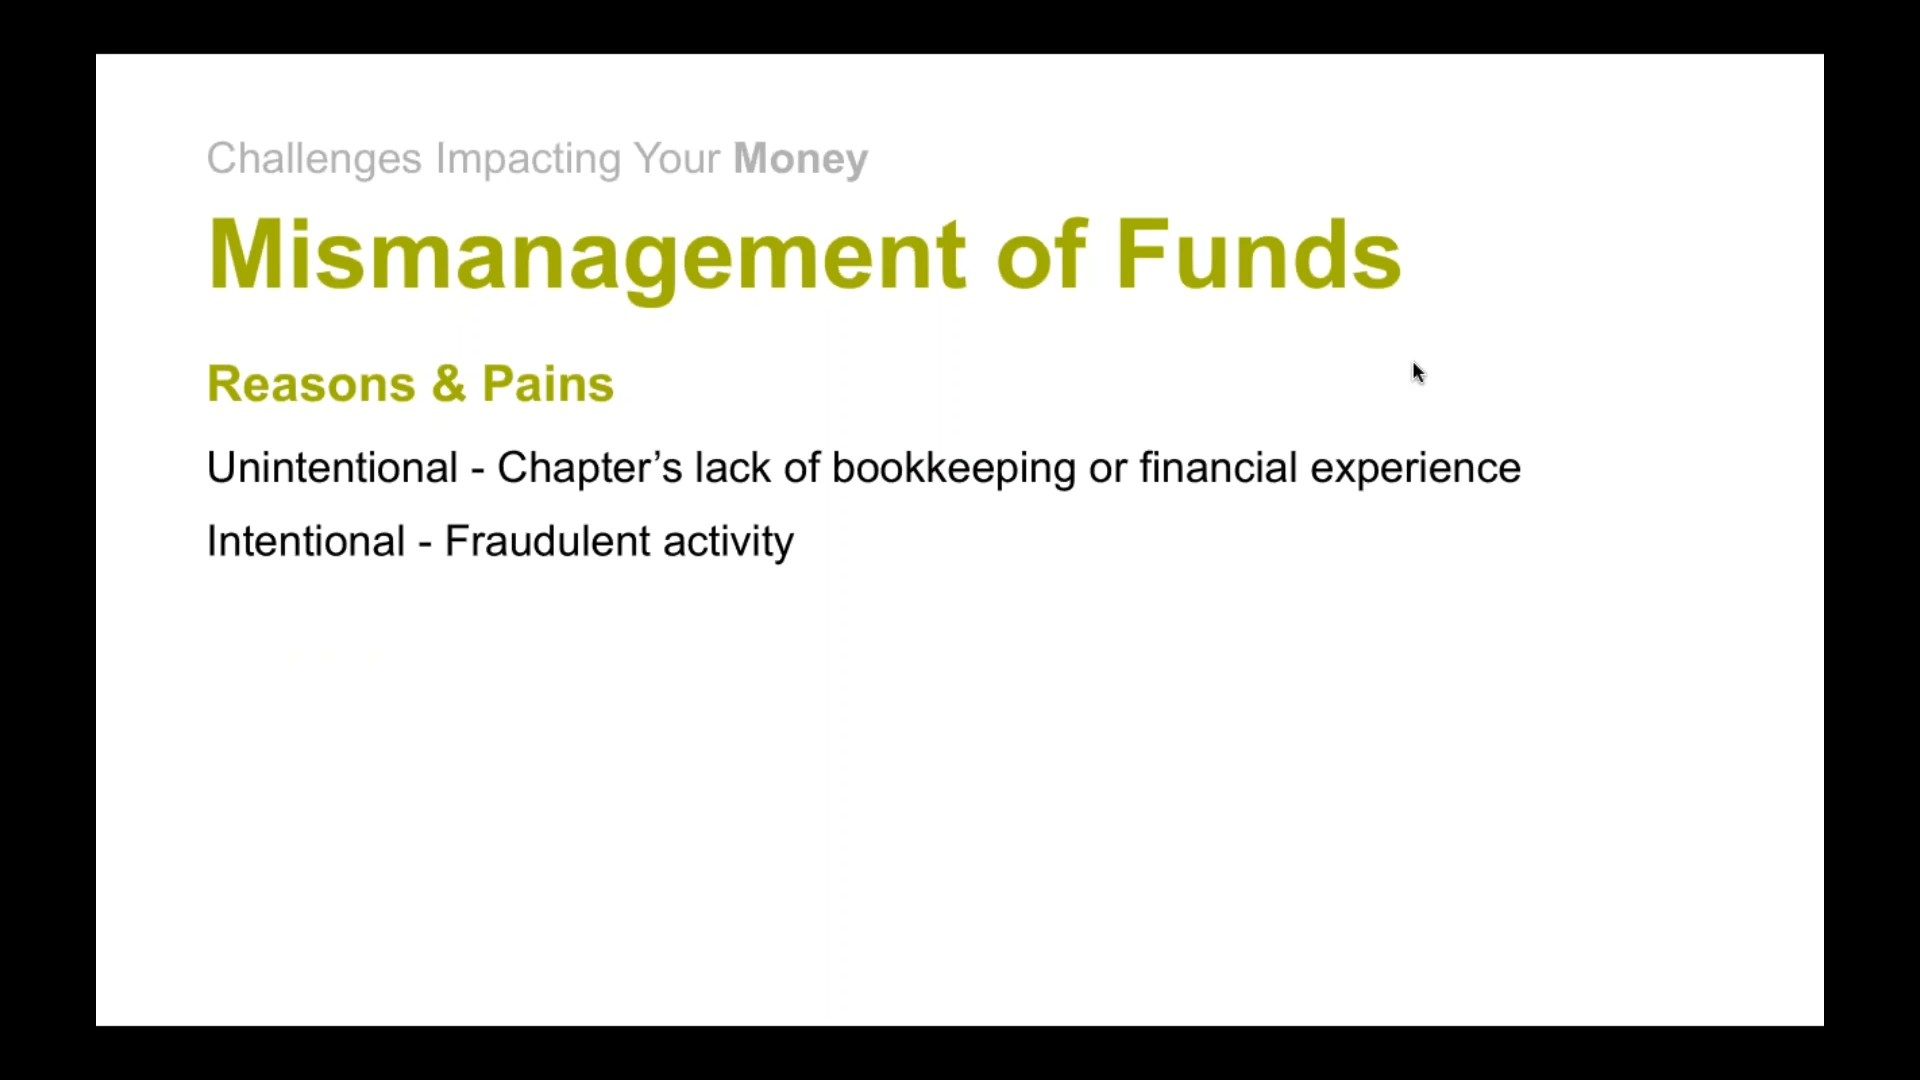 Challenges Impacting Your Money
Mismanagement of Funds
Reasons & Pains
Unintentional - Chapter’s lack of bookkeeping or financial experience
Intentional - Fraudulent activity